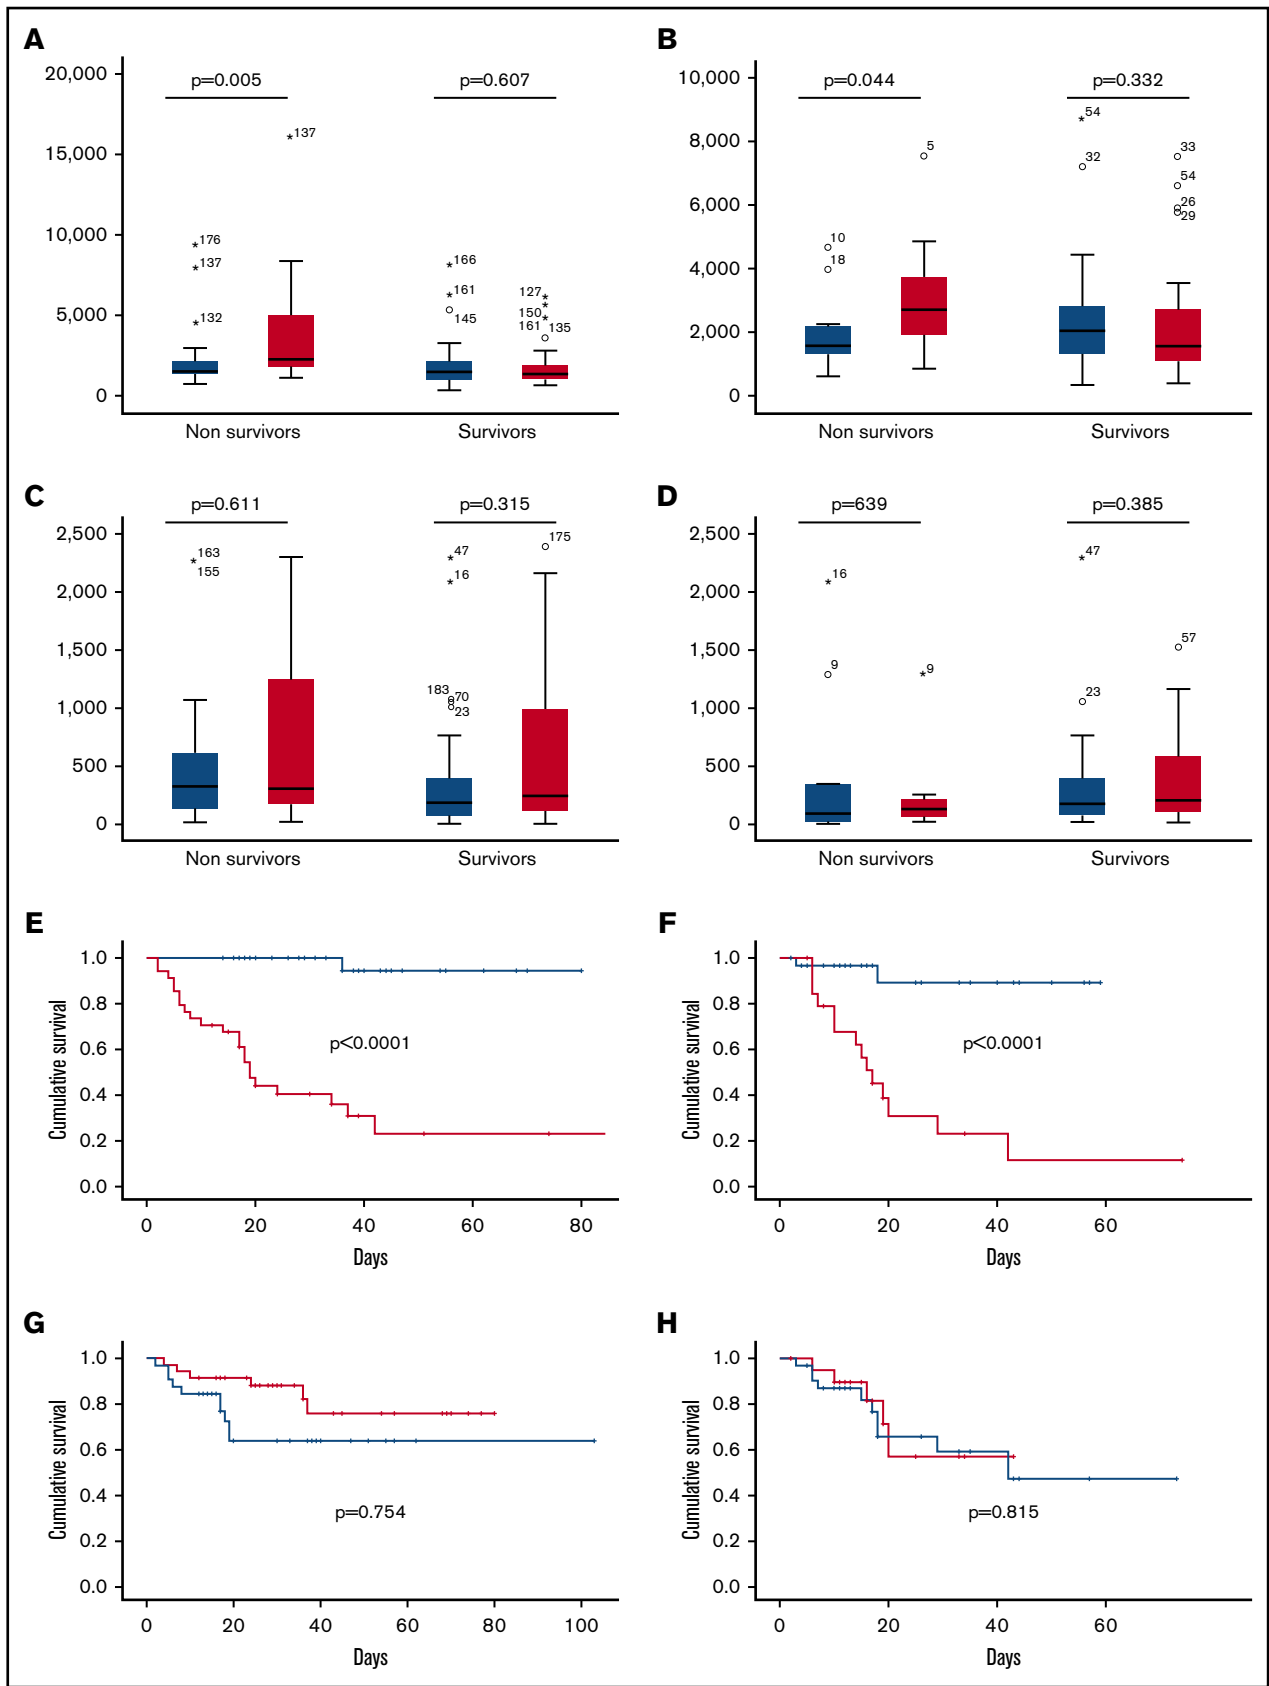 A
20,000
15,000
10,000
5,000
0
p=0.005
p=0.607
*137
*176
*137
*132
*166
*161
145
127
*
150
*
161
135
Non survivors
Survivors
B
10,000
8,000
6,000
4,000
2,000
0
p=0.044
p=0.332
10
18
5
*54
32
33
54
26
29
Non survivors
Survivors
C
2,500
2,000
1,500
1,000
500
0
p=0.611
p=0.315
*163
155
*47
*16
183
70
23
175
Non survivors
Survivors
D
2,500
2,000
1,500
1,000
500
0
p=639
p=0.385
*16
9
*9
*47
23
57
Non survivors
Survivors
E
Cumulative survival
1.0
0.8
0.6
0.4
0.2
0.0
p<0.0001
0 20 40 60 80
Days
F
Cumulative survival
1.0
0.8
0.6
0.4
0.2
0.0
p<0.0001
0 20 40 60
Days
G
Cumulative survival
1.0
0.8
0.6
0.4
0.2
0.0
p=0.754
0 20 40 60 80 100
Days
H
Cumulative survival
1.0
0.8
0.6
0.4
0.2
0.0
p=0.815
0 20 40 60
Days